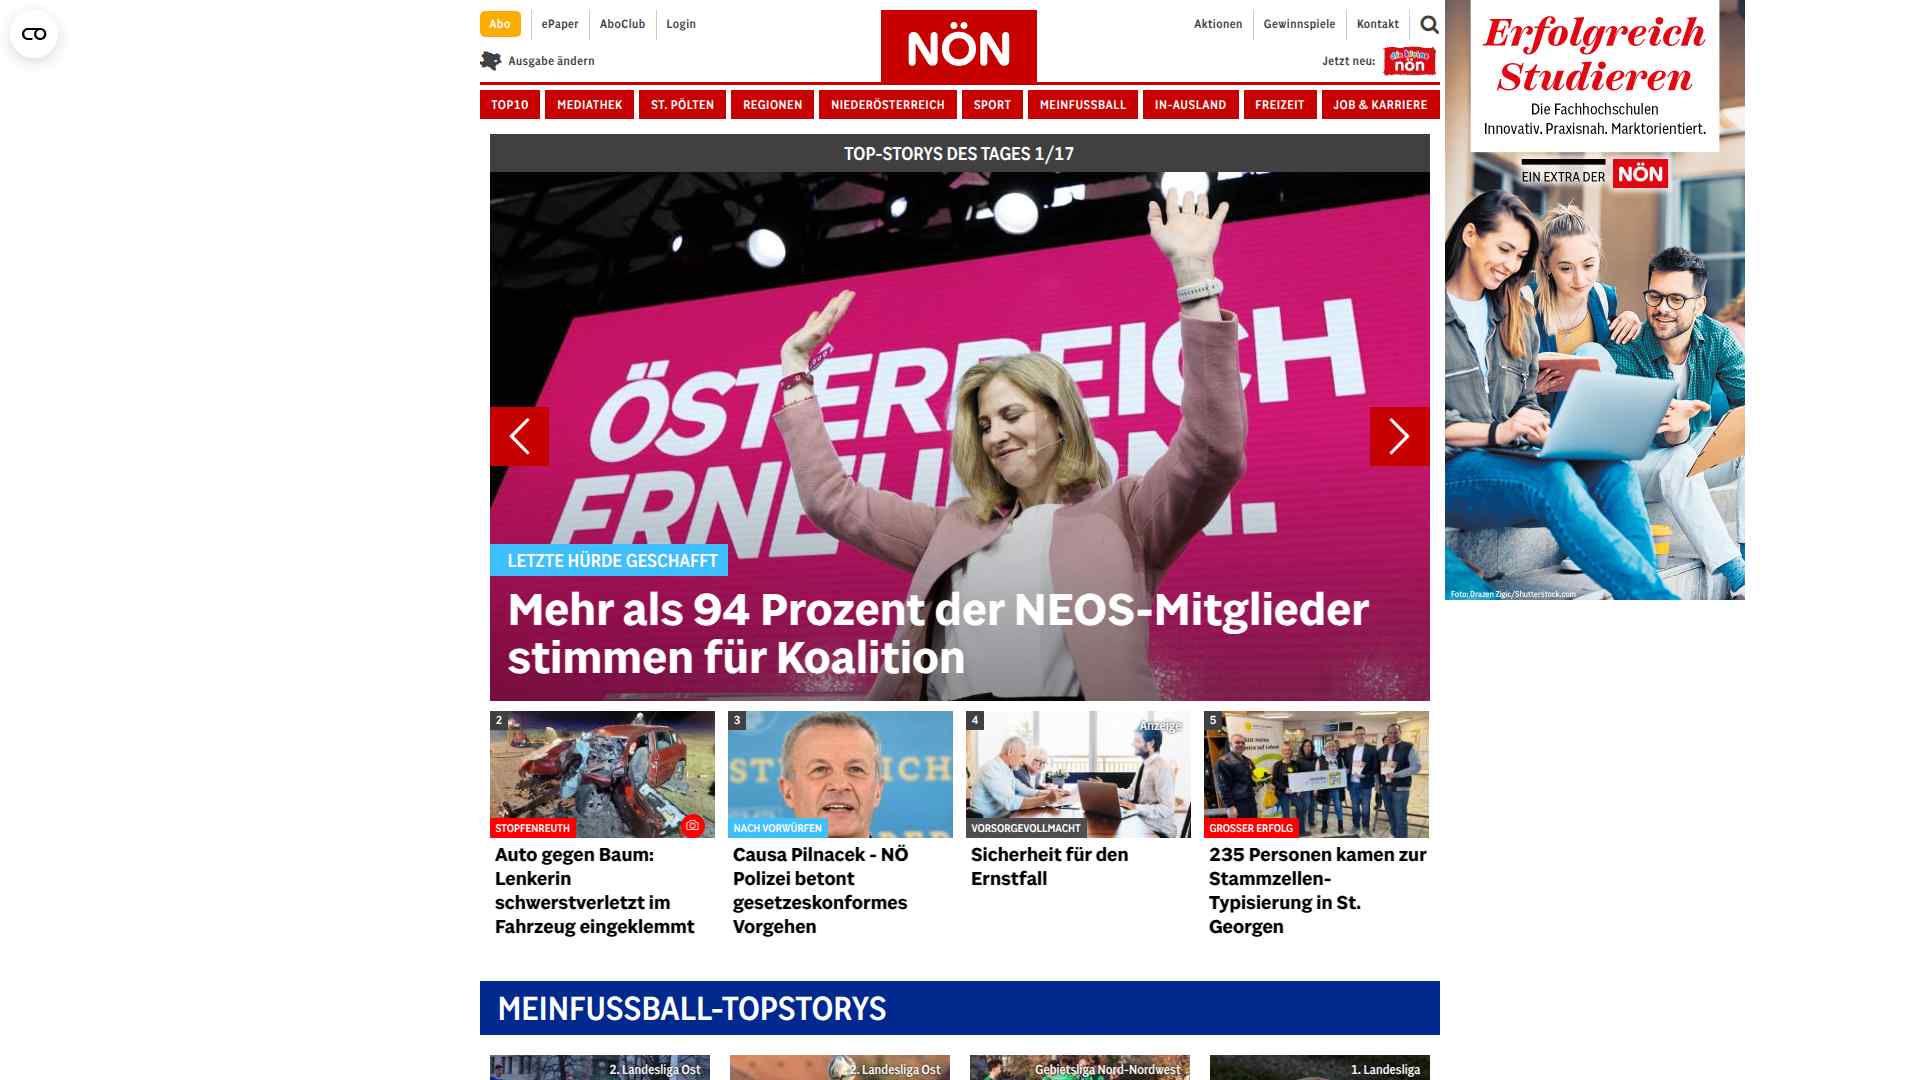 Abo
ePaper
AboClub
Login
NÖN
Aktionen
Gewinnspiele
Kontakt
Ausgabe ändern
Jetzt neu:
die kleine
nön
TOP10
MEDIATHEK
ST. PÖLTEN
REGIONEN
NIEDERÖSTERREICH
SPORT
MEINFUSSBALL
IN-AUSLAND
FREIZEIT
JOB & KARRIERE
TOP-STORYS DES TAGES 1/17
ÖSTERREICH
ERNEUERN.
LETZTE HÜRDE GESCHAFFT
Mehr als 94 Prozent der NEOS-Mitglieder
stimmen für Koalition
2
STOPFENREUTH
Auto gegen Baum:
Lenkerin
schwerstverletzt im
Fahrzeug eingeklemmt
3
NACH VORWÜRFEN
Causa Pilnacek - NÖ
Polizei betont
gesetzeskonformes
Vorgehen
4
Anzeige
VORSORGEVOLLMACHT
Sicherheit für den
Ernstfall
5
GROSSER ERFOLG
235 Personen kamen zur
Stammzellen-
Typisierung in St.
Georgen
MEINFUSSBALL-TOPSTORYS
2. Landesliga Ost
2. Landesliga Ost
Gebietsliga Nord-Nordwest
1. Landesliga
Erfolgreich
Studieren
Die Fachhochschulen
Innovativ. Praxisnah. Marktorientiert.
EIN EXTRA DER
NÖN
Foto: Drazen Zigic/Shutterstock.com